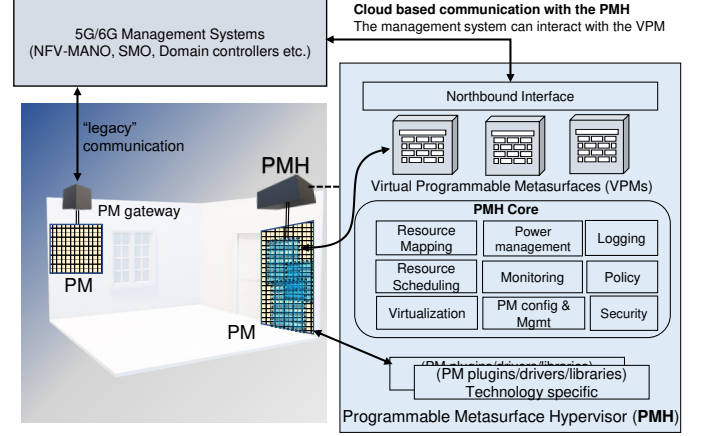 Cloud based communication with the PMH
The management system can interact with the VPM
5G/6G Management Systems
(NFV-MANO, SMO, Domain controllers etc.)
"legacy"
communication
PMH
PM gateway
PM
PM
Northbound Interface
Virtual Programmable Metasurfaces (VPMs)
PMH Core
Resource
Mapping
Power
management
Logging
Resource
Scheduling
Monitoring
Policy
Virtualization
PM config &
Mgmt
Security
(PM plugins/drivers/libraries)
(PM plugins/drivers/libraries)
Technology specific
Programmable Metasurface Hypervisor (PMH)